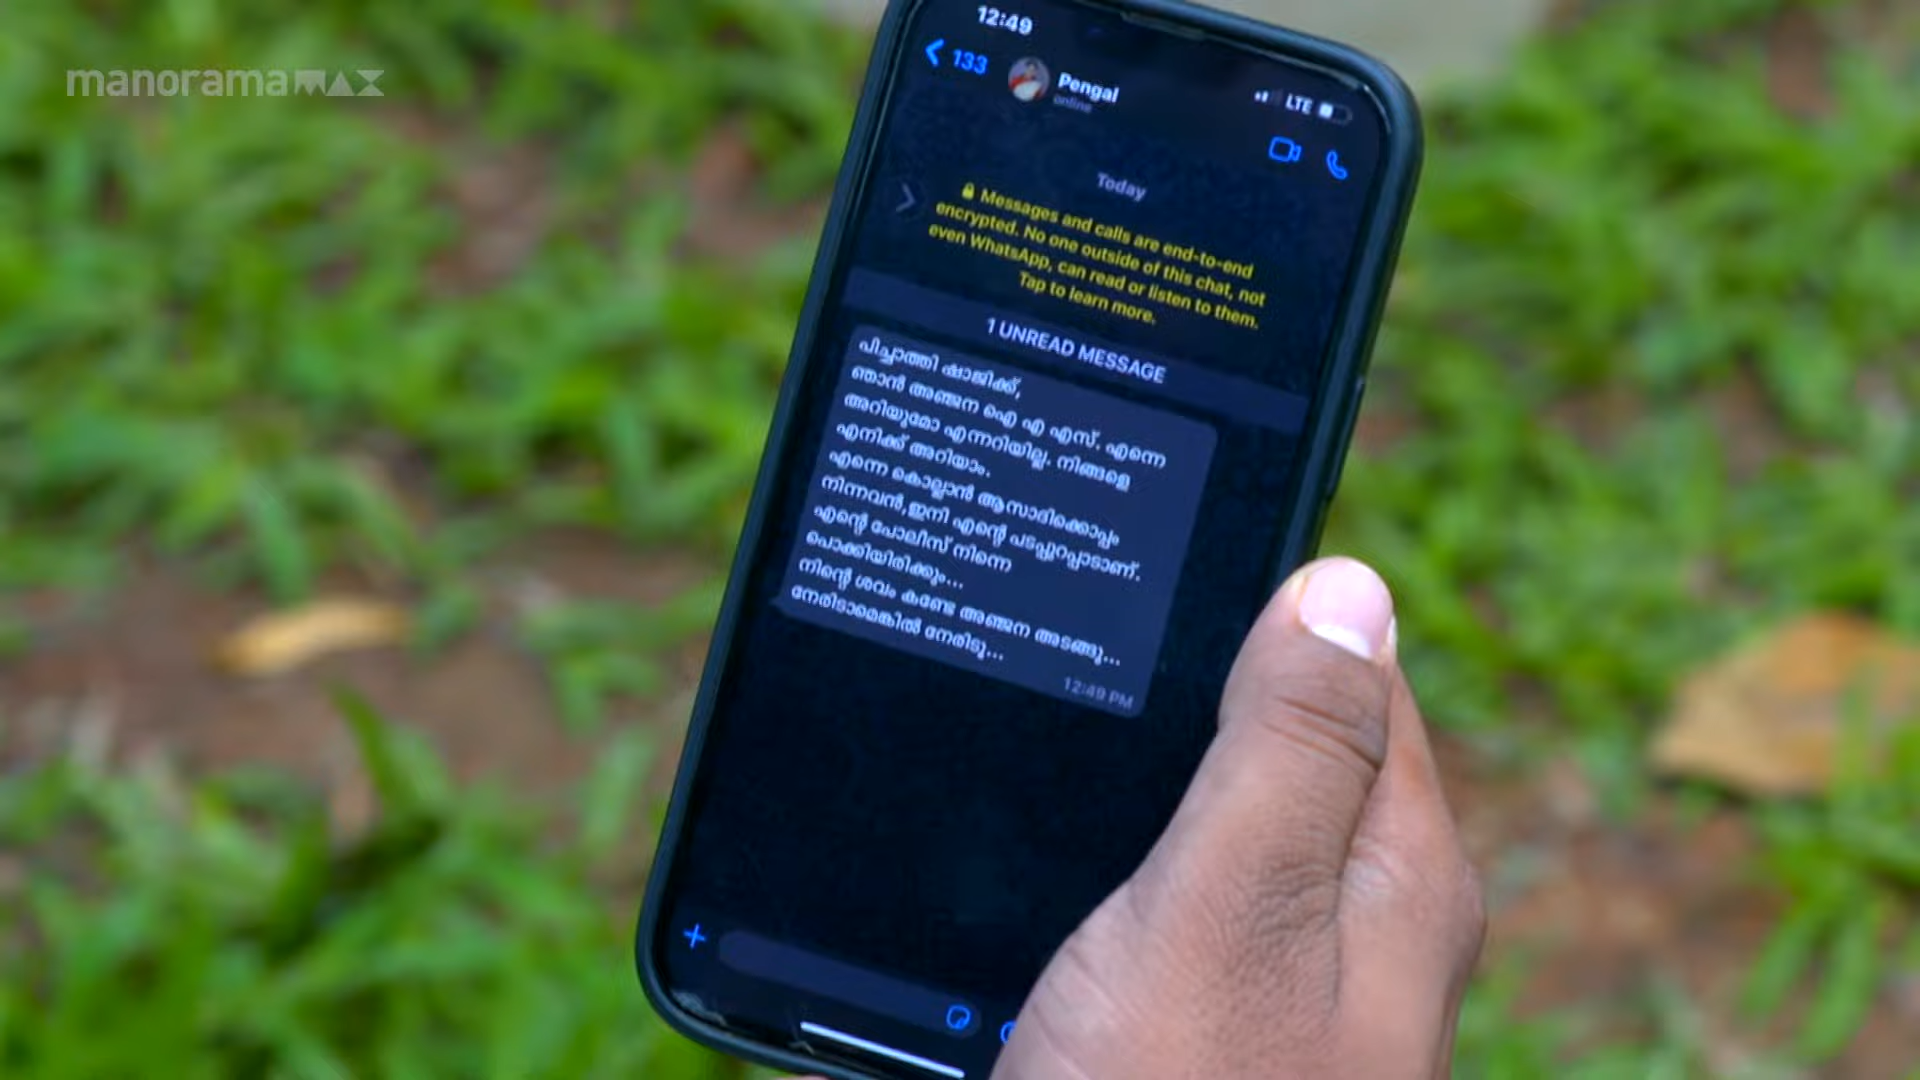 manoramaMAX
12:49
LTE
133
Pengal
online
Today
Messages and calls are end-to-end
encrypted. No one outside of this chat, not
even WhatsApp, can read or listen to them.
Tap to learn more.
1 UNREAD MESSAGE
പിച്ചാത്തി ഷാജിക്ക്,
ഞാൻ അഞ്ജന ഐ എ എസ്. എന്നെ
അറിയുമോ എന്നറിയില്ല. നിങ്ങളെ
എനിക്ക് അറിയാം.
എന്നെ കൊല്ലാൻ ആസാദിക്കൊപ്പം
നിന്നവൻ,ഇനി എന്റെ പടപ്പുറപ്പാടാണ്.
എന്റെ പോലീസ് നിന്നെ
പൊക്കിയിരിക്കും...
നിന്റെ ശവം കണ്ടേ അഞ്ജന അടങ്ങൂ...
നേരിടാമെങ്കിൽ നേരിടൂ...
12:49 PM